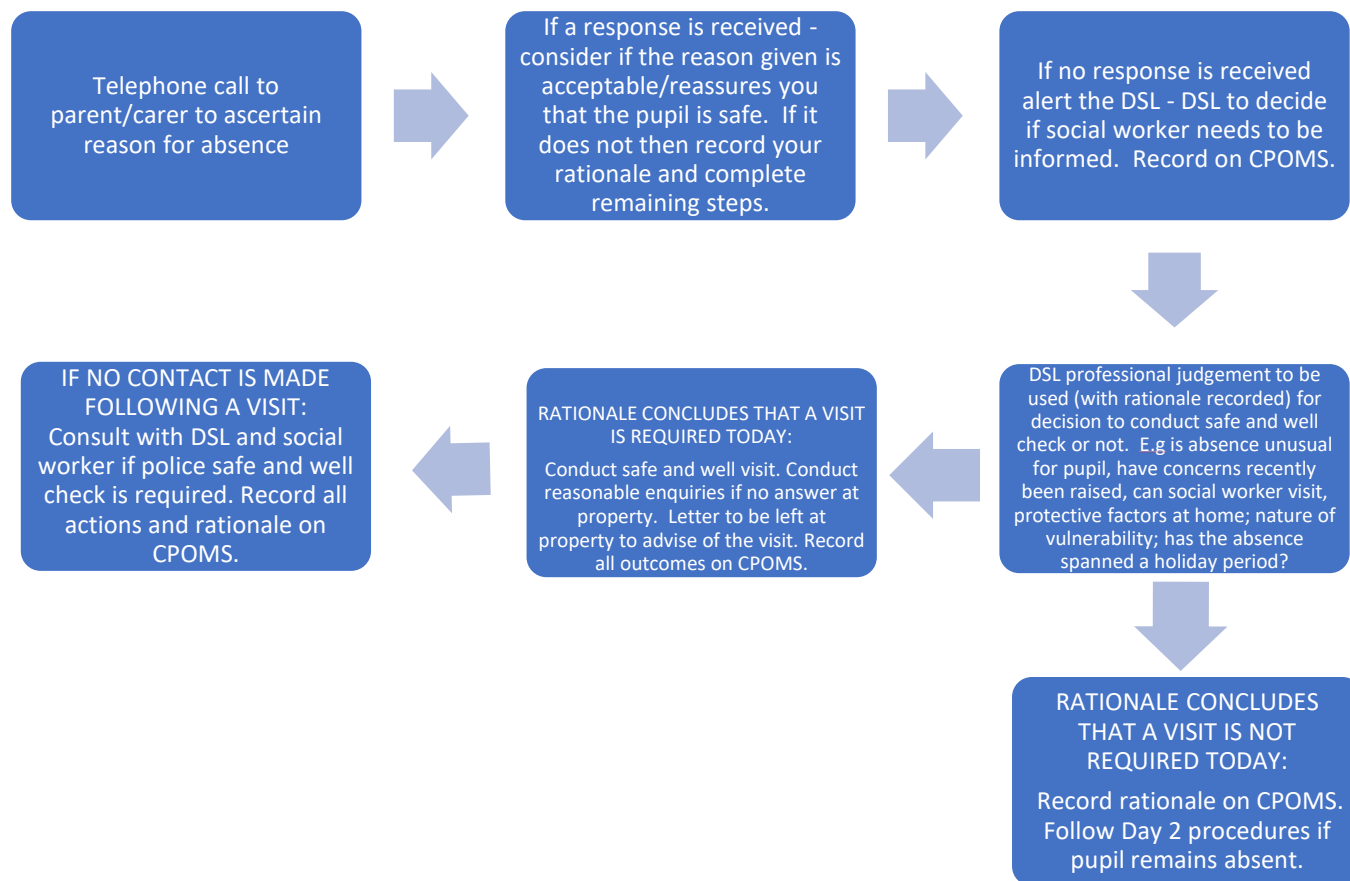 Telephone call to
parent/carer to ascertain
reason for absence
If a response is received -
consider if the reason given is
acceptable/reassures you
that the pupil is safe.  If it
does not then record your
rationale and complete
remaining steps.
If no response is received
alert the DSL - DSL to decide
if social worker needs to be
informed.  Record on CPOMS.
DSL professional judgement to be
used (with rationale recorded) for
decision to conduct safe and well
check or not.  E.g is absence unusual
for pupil, have concerns recently
been raised, can social worker visit,
protective factors at home; nature of
vulnerability; has the absence
spanned a holiday period?
RATIONALE CONCLUDES THAT A VISIT
IS REQUIRED TODAY:
Conduct safe and well visit. Conduct
reasonable enquiries if no answer at
property.  Letter to be left at
property to advise of the visit. Record
all outcomes on CPOMS.
IF NO CONTACT IS MADE
FOLLOWING A VISIT:
Consult with DSL and social
worker if police safe and well
check is required. Record all
actions and rationale on
CPOMS.
RATIONALE CONCLUDES
THAT A VISIT IS NOT
REQUIRED TODAY:
Record rationale on CPOMS.
Follow Day 2 procedures if
pupil remains absent.